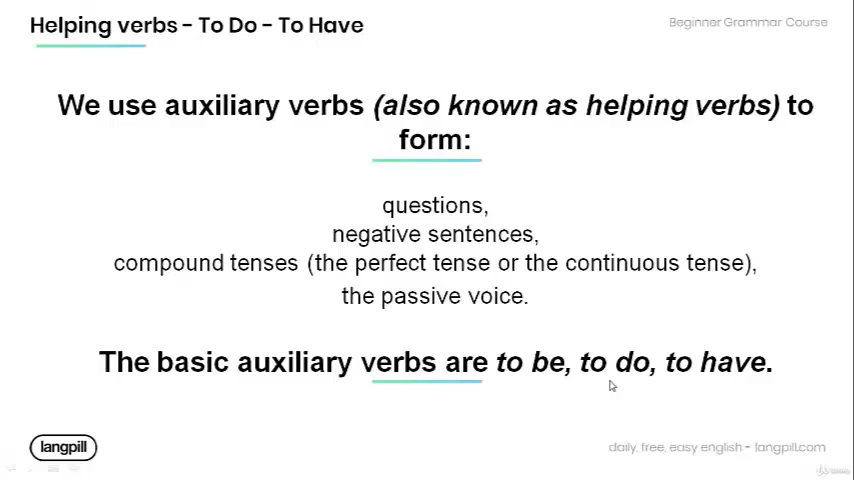 Helping verbs - To Do - To Have
Beginner Grammar Course
We use auxiliary verbs (also known as helping verbs) to
form:
questions,
negative sentences,
compound tenses (the perfect tense or the continuous tense),
the passive voice.
The basic auxiliary verbs are to be, to do, to have.
langpill
daily, free, easy english - langpill.com